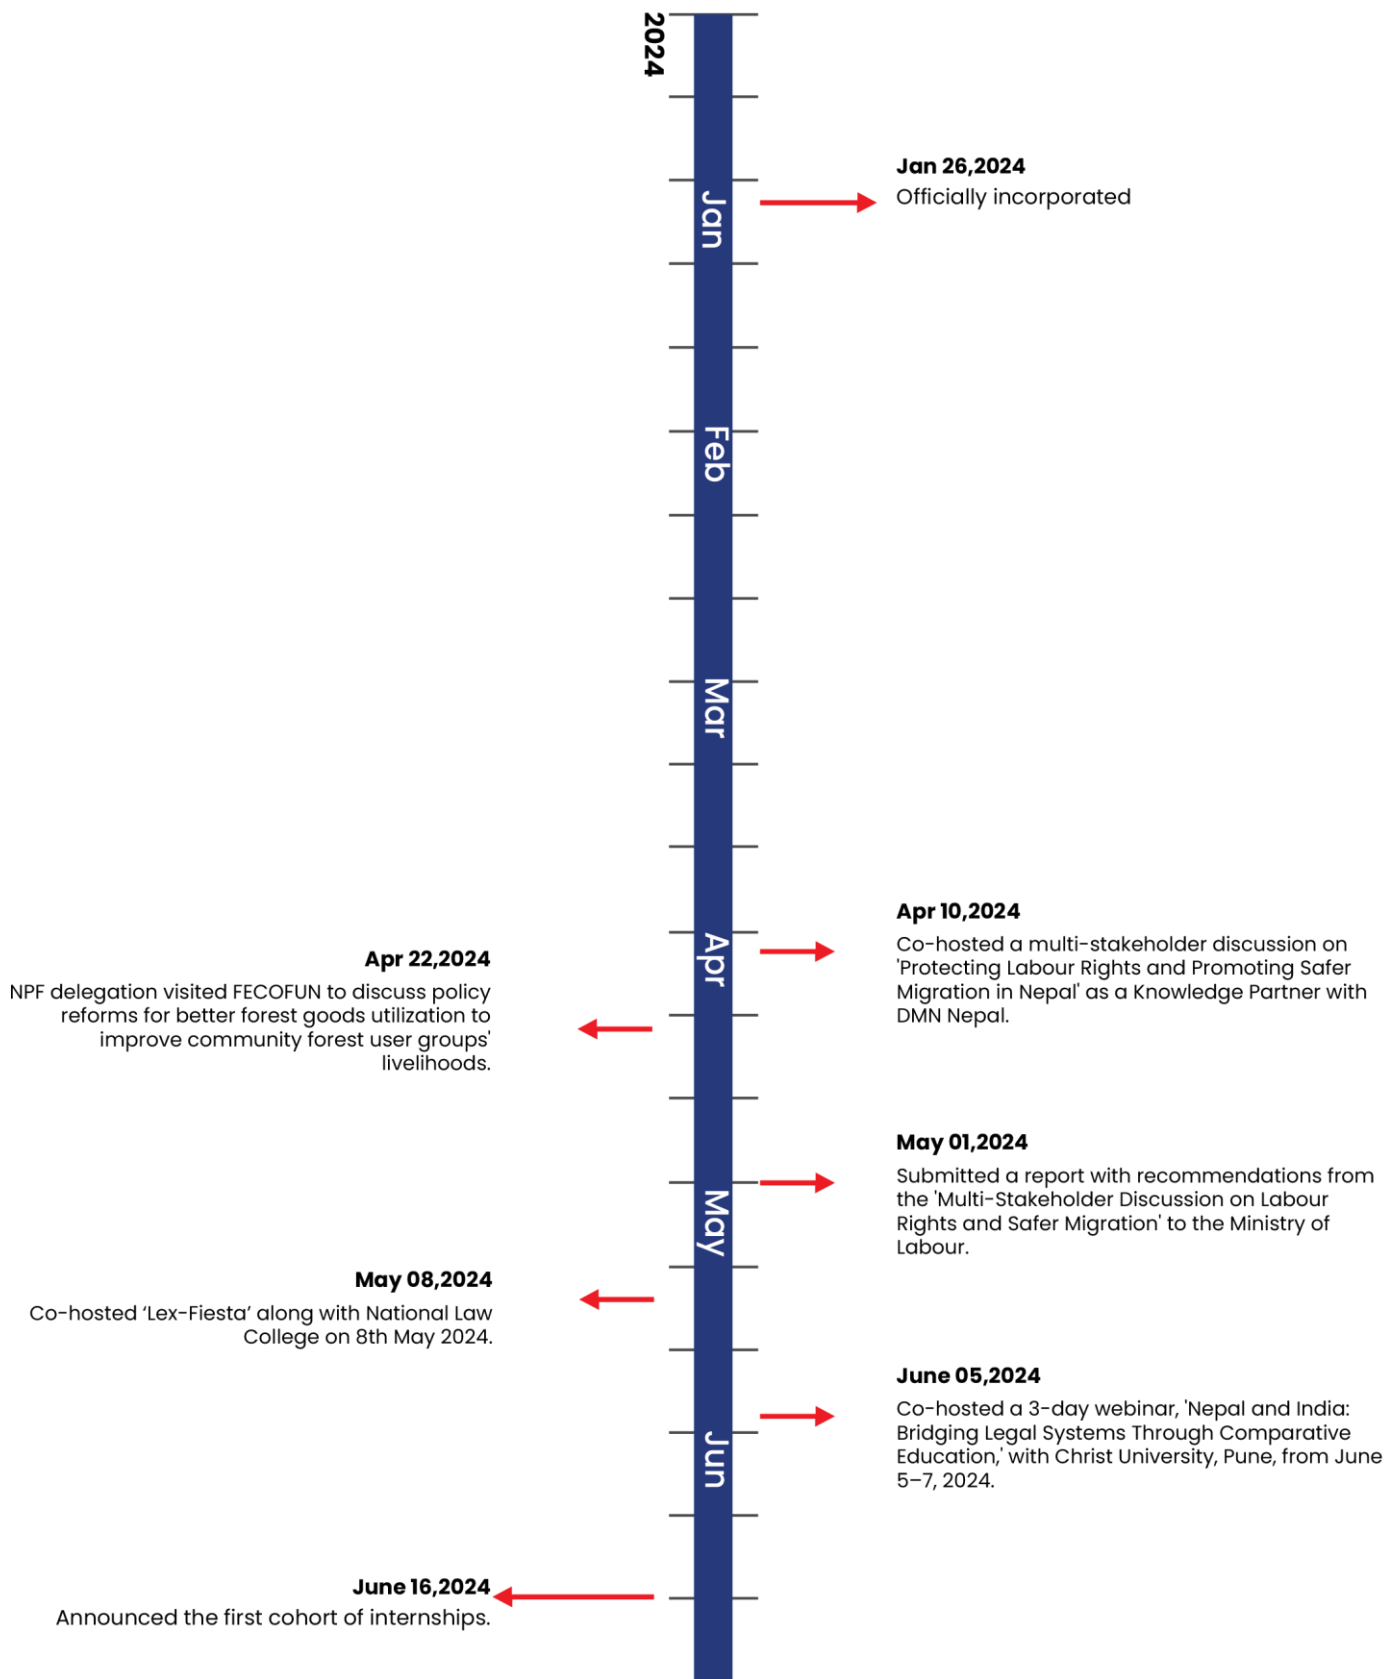 2024
Jan 26,2024
Officially incorporated
Jan
Feb
Mar
Apr 10,2024
Co-hosted a multi-stakeholder discussion on
'Protecting Labour Rights and Promoting Safer
Migration in Nepal' as a Knowledge Partner with
DMN Nepal.
Apr
Apr 22,2024
NPF delegation visited FECOFUN to discuss policy
reforms for better forest goods utilization to
improve community forest user groups'
livelihoods.
May 01,2024
Submitted a report with recommendations from
the 'Multi-Stakeholder Discussion on Labour
Rights and Safer Migration' to the Ministry of
Labour.
May
May 08,2024
Co-hosted ‘Lex-Fiesta’ along with National Law
College on 8th May 2024.
June 05,2024
Co-hosted a 3-day webinar, 'Nepal and India:
Bridging Legal Systems Through Comparative
Education,' with Christ University, Pune, from June
5–7, 2024.
Jun
June 16,2024
Announced the first cohort of internships.